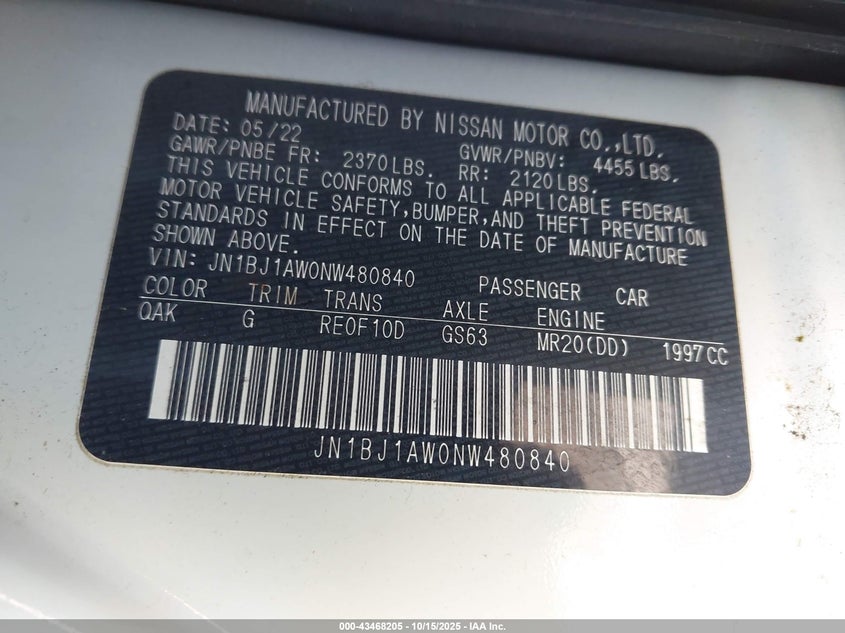 MANUFACTURED BY NISSAN MOTOR CO.,LTD.
DATE: 05/22 GVWR/PNBV: 4455 LBS.
GAWR/PNBE FR: 2370LBS. RR: 2120LBS.
THIS VEHICLE CONFORMS TO ALL APPLICABLE FEDERAL
MOTOR VEHICLE SAFETY,BUMPER,AND THEFT PREVENTION
STANDARDS IN EFFECT ON THE DATE OF MANUFACTURE
SHOWN ABOVE.
VIN: JN1BJ1AW0NW480840 PASSENGER CAR
COLOR TRIM TRANS AXLE ENGINE
QAK G RE0F10D GS63 MR20(DD) 1997CC
JN1BJ1AW0NW480840
000-43468205 - 10/15/2025 - IAA Inc.